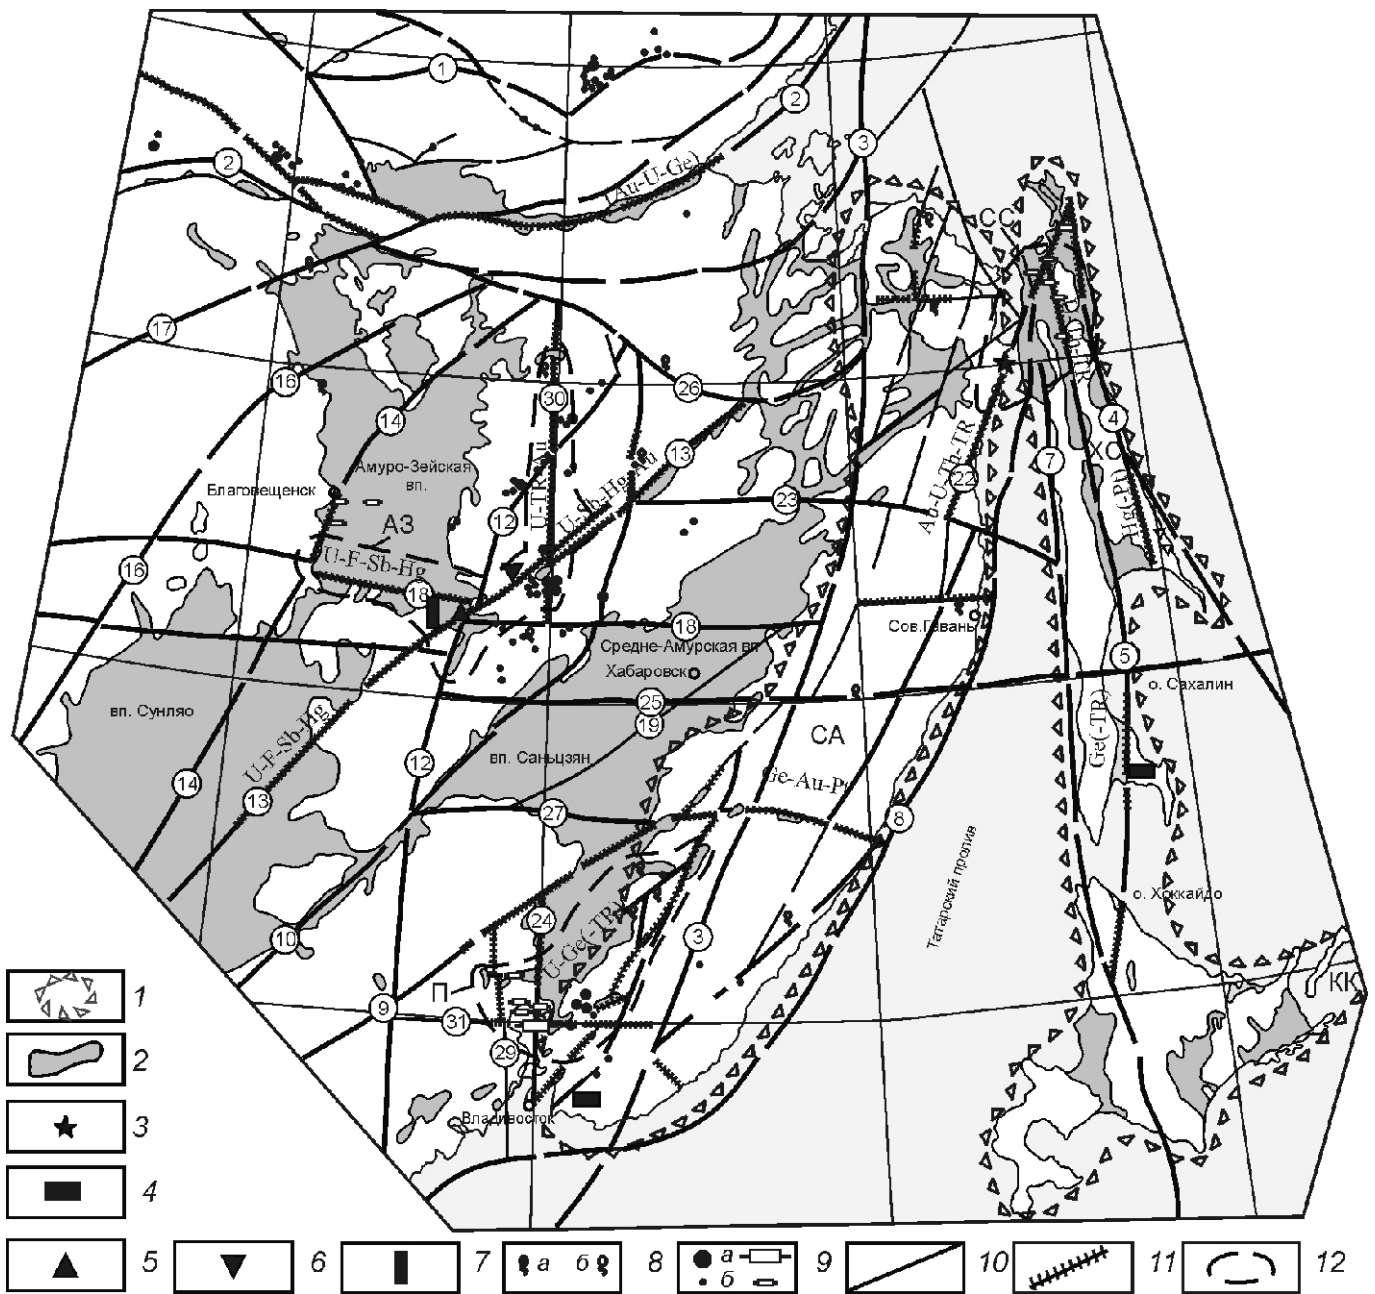 1
2
3
(Au-U-Ge)
2
СС
17
16
14
30
26
13
4
ХС
7
22
Au-U-Th-TR
Hg(-Pt)
Амуро-Зейская
вп.
Благовещенск
АЗ
12
U-Sb-Hg-Au
23
16
U-F-Sb-Hg
18
18
Сов.Гавань
Средне-Амурская вп
Хабаровск
5
о. Сахалин
25
19
вп. Сунляо
Ge(-TR)
СА
U-F-Sb-Hg
вп. Саньцзян
12
14
13
27
8
Татарский пролив
о. Хоккайдо
24
U-Ge(-TR)
3
10
КК
П
9
31
29
Владивосток
1
2
3
4
5
6
7
а б 8
а
б 9
10
11
12